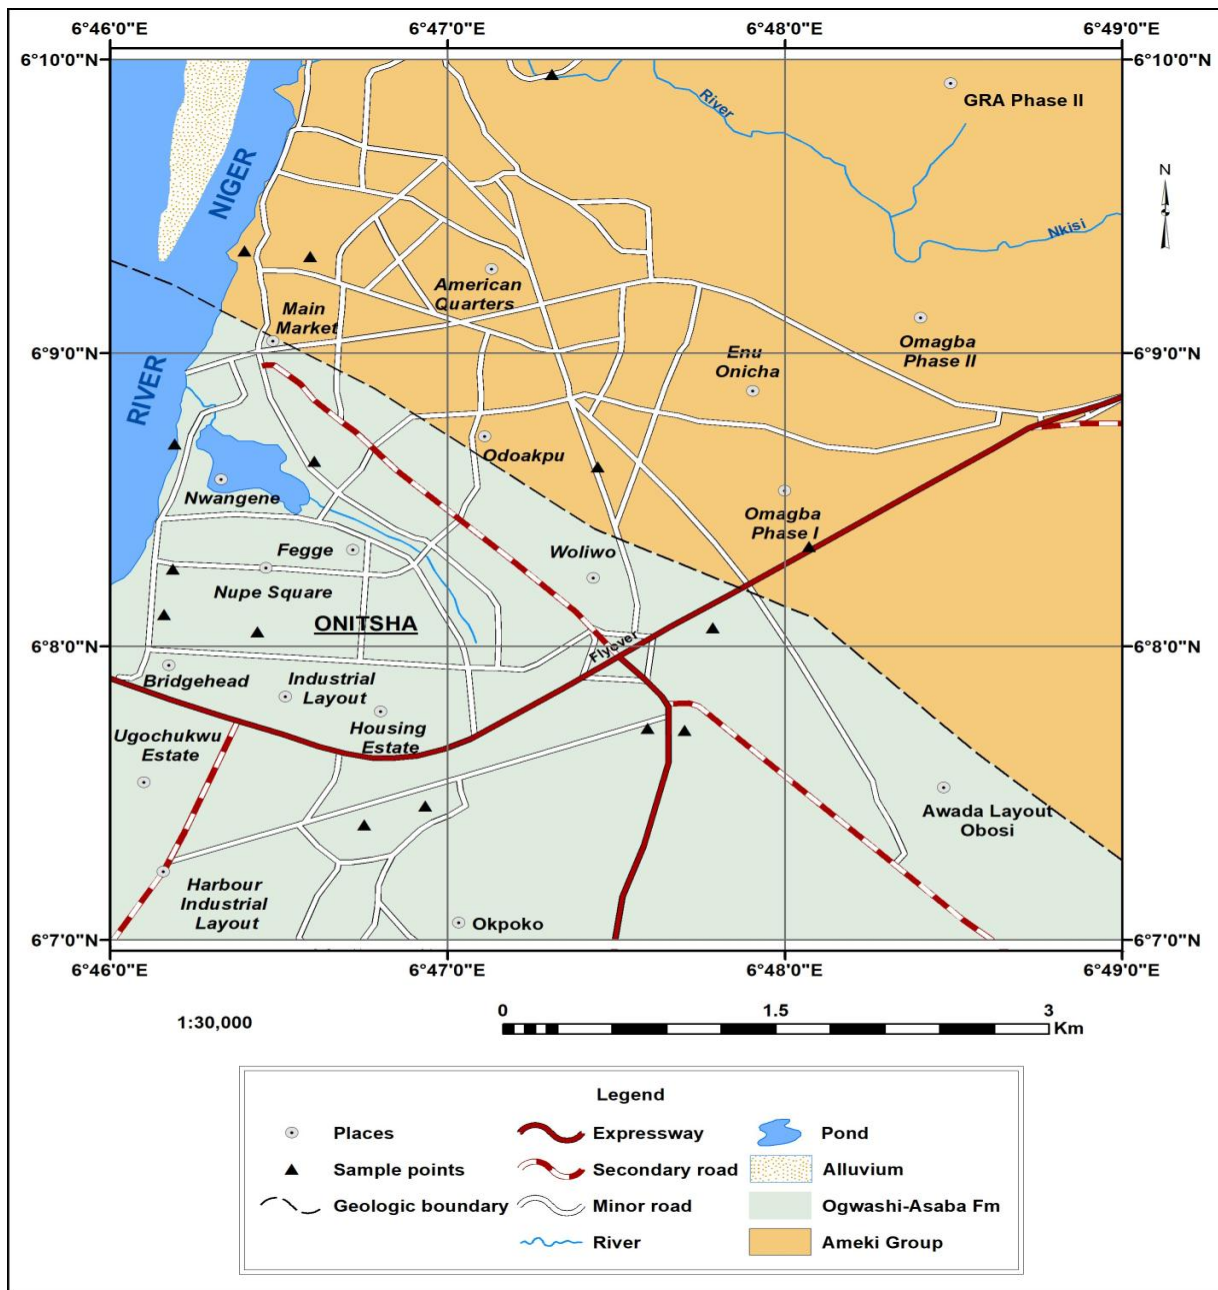 6°46'0"E
6°47'0"E
6°48'0"E
6°49'0"E
6°10'0"N
6°10'0"N
GRA Phase II
River
NIGER
N
Nkisi
American
Quarters
Main
Market
Omagba
Phase II
6°9'0"N
6°9'0"N
Enu
Onicha
RIVER
Odoakpu
Nwangene
Omagba
Phase I
Fegge
Woliwo
Nupe Square
ONITSHA
Flyover
6°8'0"N
6°8'0"N
Bridgehead
Industrial
Layout
Housing
Estate
Ugochukwu
Estate
Awada Layout
Obosi
Harbour
Industrial
Layout
Okpoko
6°7'0"N
6°7'0"N
6°46'0"E
6°47'0"E
6°48'0"E
6°49'0"E
1:30,000
0
1.5
3
Km
Legend
Places
Expressway
Pond
Sample points
Secondary road
Alluvium
Geologic boundary
Minor road
Ogwashi-Asaba Fm
River
Ameki Group